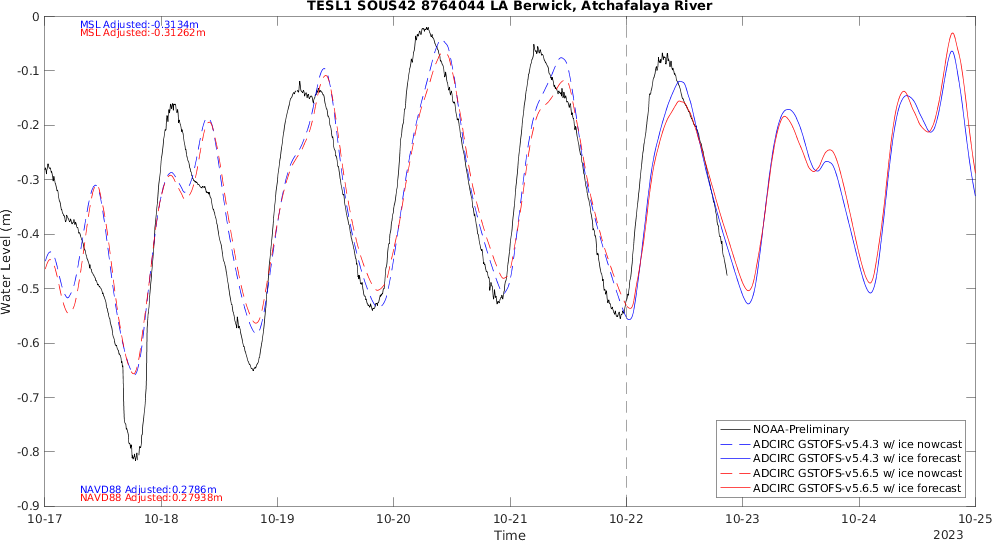 TESL1 SOUS42 8764044 LA Berwick, Atchafalaya River
MSL Adjusted:-0.3134m
MSL Adjusted:-0.31262m
0
-0.1
-0.2
-0.3
-0.4
-0.5
-0.6
-0.7
-0.8
-0.9
Water Level (m)
NOAA-Preliminary
ADCIRC GSTOFS-v5.4.3 w/ ice nowcast
ADCIRC GSTOFS-v5.4.3 w/ ice forecast
ADCIRC GSTOFS-v5.6.5 w/ ice nowcast
ADCIRC GSTOFS-v5.6.5 w/ ice forecast
NAVD88 Adjusted:0.2786m
NAVD88 Adjusted:0.27938m
10-17 10-18 10-19 10-20 10-21 10-22 10-23 10-24 10-25
Time
2023